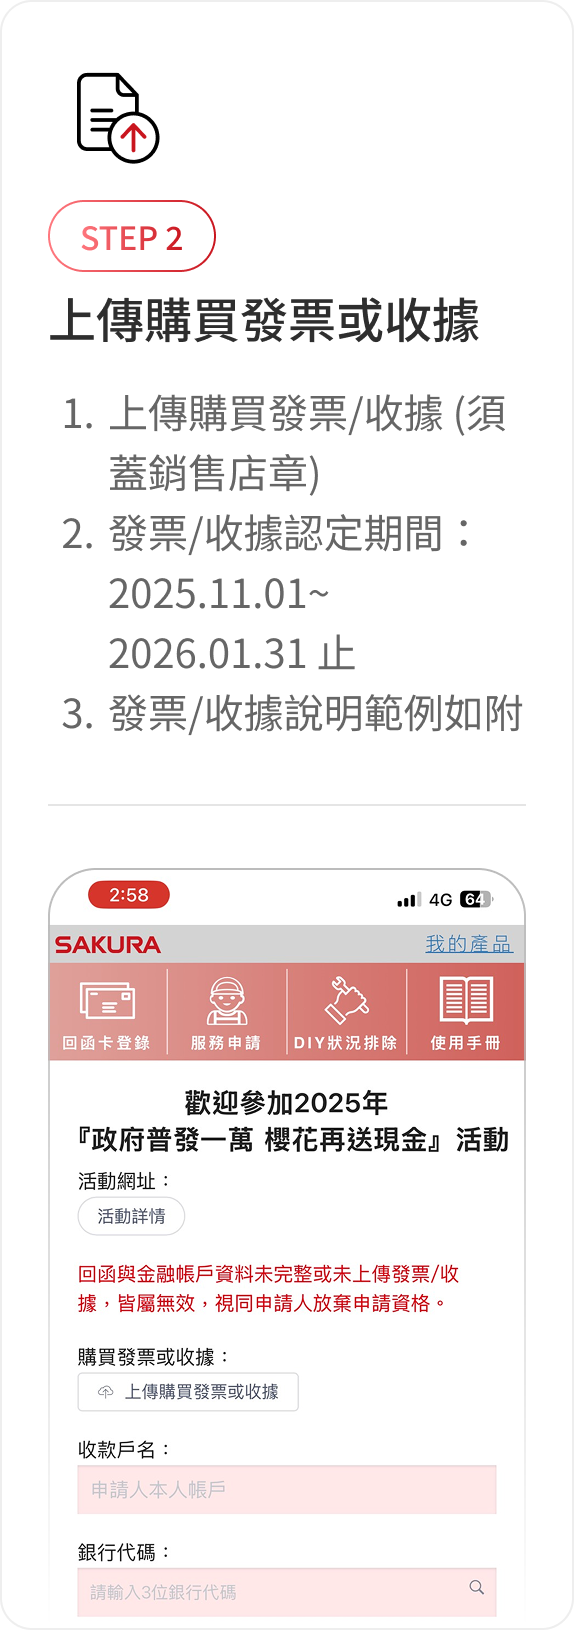 STEP 2
上傳購買發票或收據
1. 上傳購買發票/收據 (須
蓋銷售店章)
2. 發票/收據認定期間：
2025.11.01~
2026.01.31 止
3. 發票/收據說明範例如附
2:58
4G 64
SAKURA 我的產品
回函卡登錄 服務申請 DIY狀況排除 使用手冊
歡迎參加2025年
『政府普發一萬 櫻花再送現金』活動
活動網址：
活動詳情
回函與金融帳戶資料未完整或未上傳發票/收
據，皆屬無效，視同申請人放棄申請資格。
購買發票或收據：
上傳購買發票或收據
收款戶名：
申請人本人帳戶
銀行代碼：
請輸入3位銀行代碼